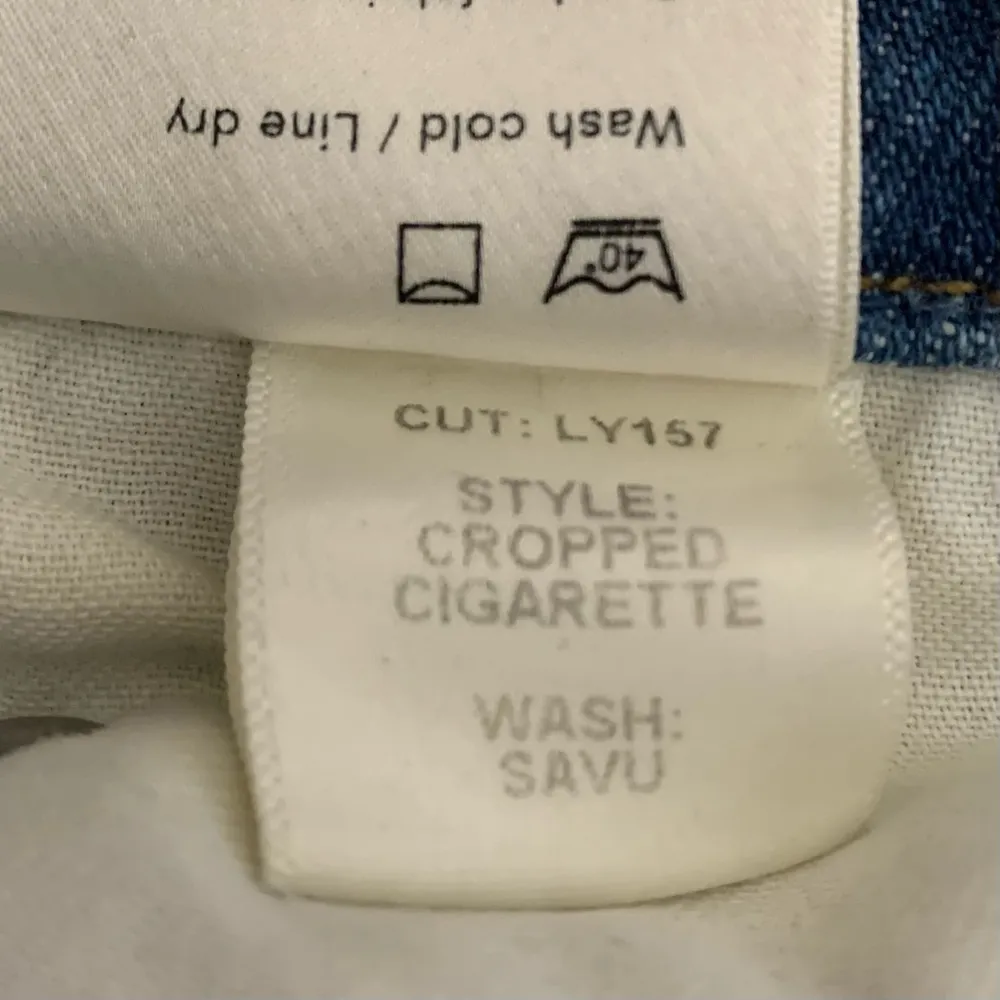 Wash cold / Line dry
40°
CUT: LY157
STYLE:
CROPPED
CIGARETTE
WASH:
SAVU